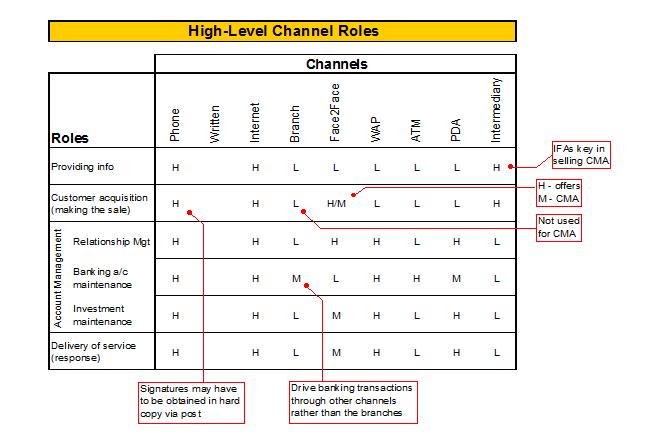 High-Level Channel Roles
Channels
Roles
Phone
Written
Internet
Branch
Face2Face
WAP
ATM
PDA
Intermediary
Providing info H H L L L L L H
IFAs key in
selling CMA
Customer acquisition
(making the sale) H H L H/M L L L H
H - offers
M - CMA
Not used
for CMA
Account Management
Relationship Mgt H H L H H L H L
Banking a/c
maintenance H H M L H H M L
Investment
maintenance H H L M H L H L
Delivery of service
(response) H H L M H L H L
Signatures may have
to be obtained in hard
copy via post
Drive banking transactions
through other channels
rather than the branches